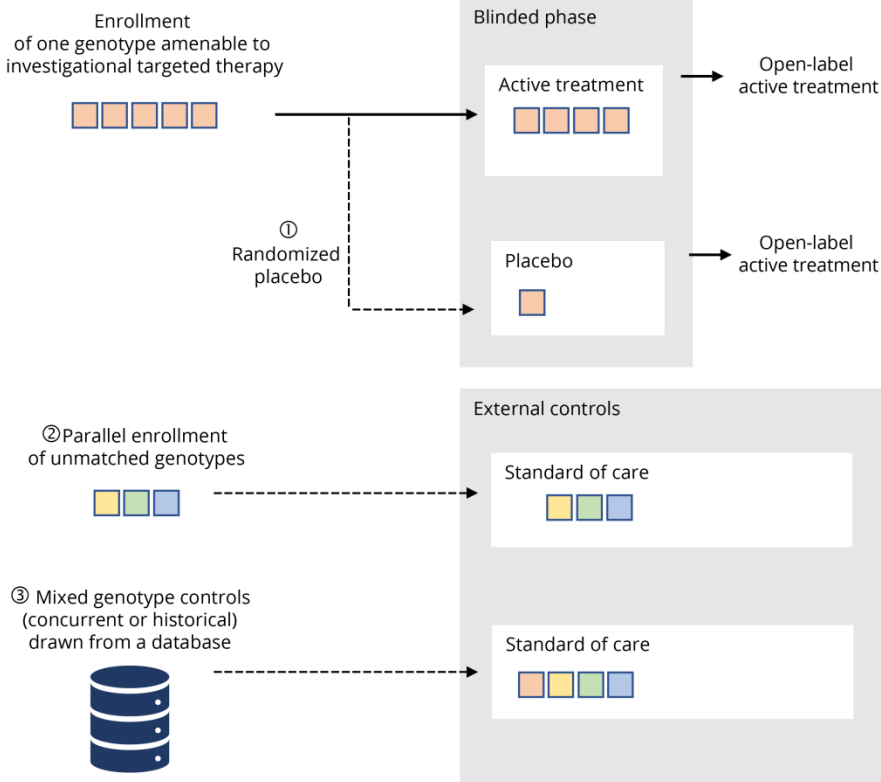 Enrollment
of one genotype amenable to
investigational targeted therapy
Blinded phase
Active treatment
Open-label
active treatment
①
Randomized
placebo
Placebo
Open-label
active treatment
②Parallel enrollment
of unmatched genotypes
External controls
Standard of care
③ Mixed genotype controls
(concurrent or historical)
drawn from a database
Standard of care